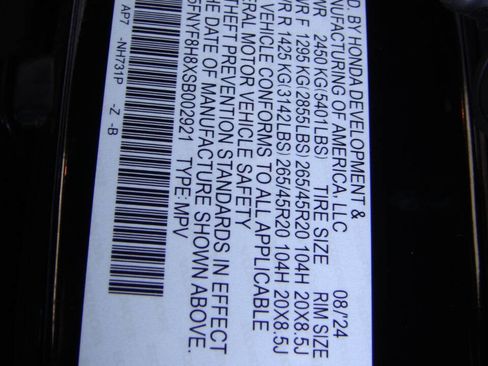 D BY HONDA DEVELOPMENT &
NUFACTURING OF AMERICA, LLC 08/'24
WR 2450 KG(5401LBS) TIRE SIZE RIM SIZE
WR F 1295 KG(2855LBS) 265/45R20 104H 20X8.5J
WR R 1425 KG(3142LBS) 265/45R20 104H 20X8.5J
VEHICLE CONFORMS TO ALL APPLICABLE
ERAL MOTOR VEHICLE SAFETY
THEFT PREVENTION STANDARDS IN EFFECT
THE DATE OF MANUFACTURE SHOWN ABOVE.
5FNYF8H8XSB002921 TYPE: MPV
AP7 -NH731P -Z -B